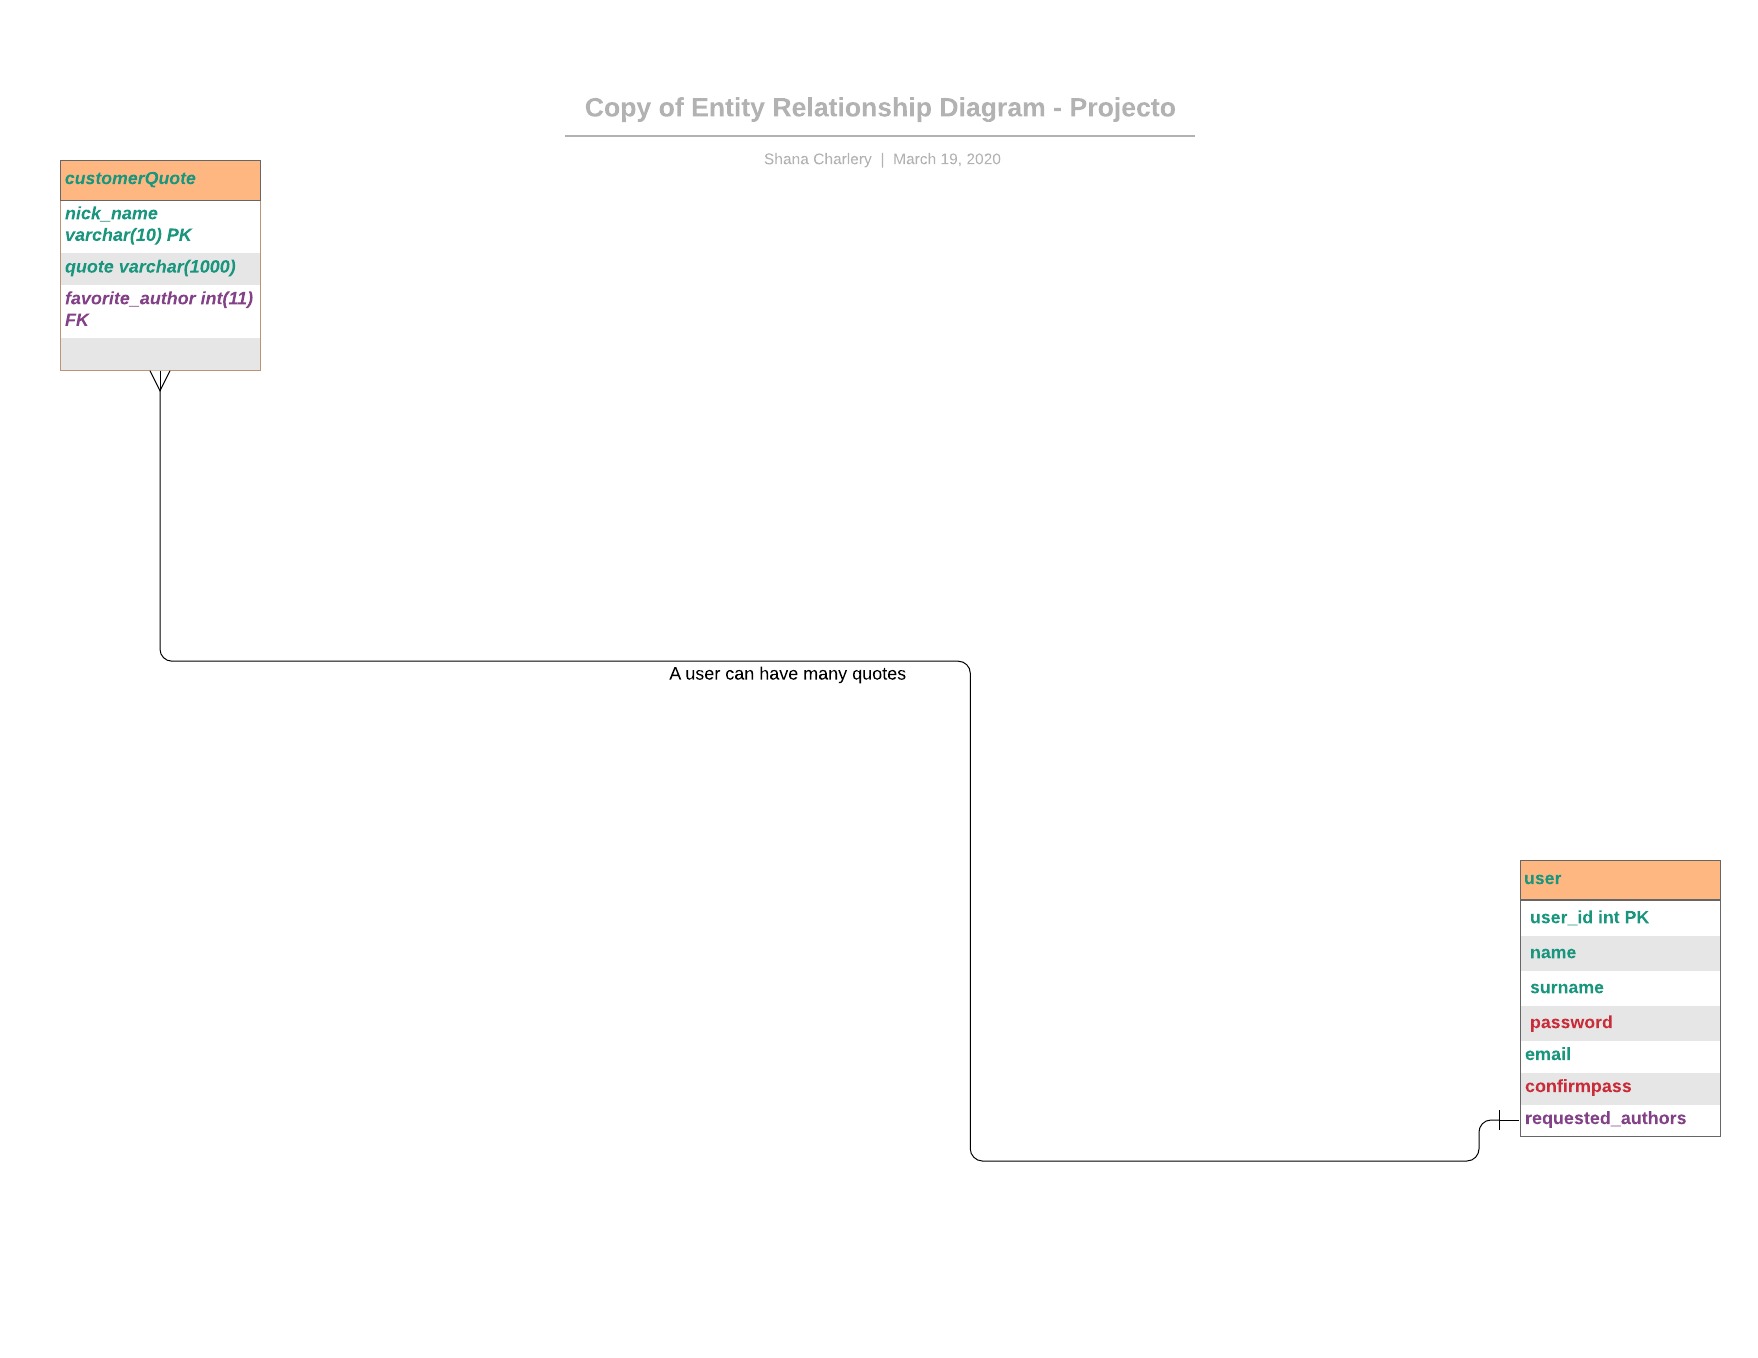 Copy of Entity Relationship Diagram - Projecto
Shana Charlery | March 19, 2020
customerQuote
nick_name
varchar(10) PK
quote varchar(1000)
favorite_author int(11)
FK
A user can have many quotes
user
user_id int PK
name
surname
password
email
confirmpass
requested_authors